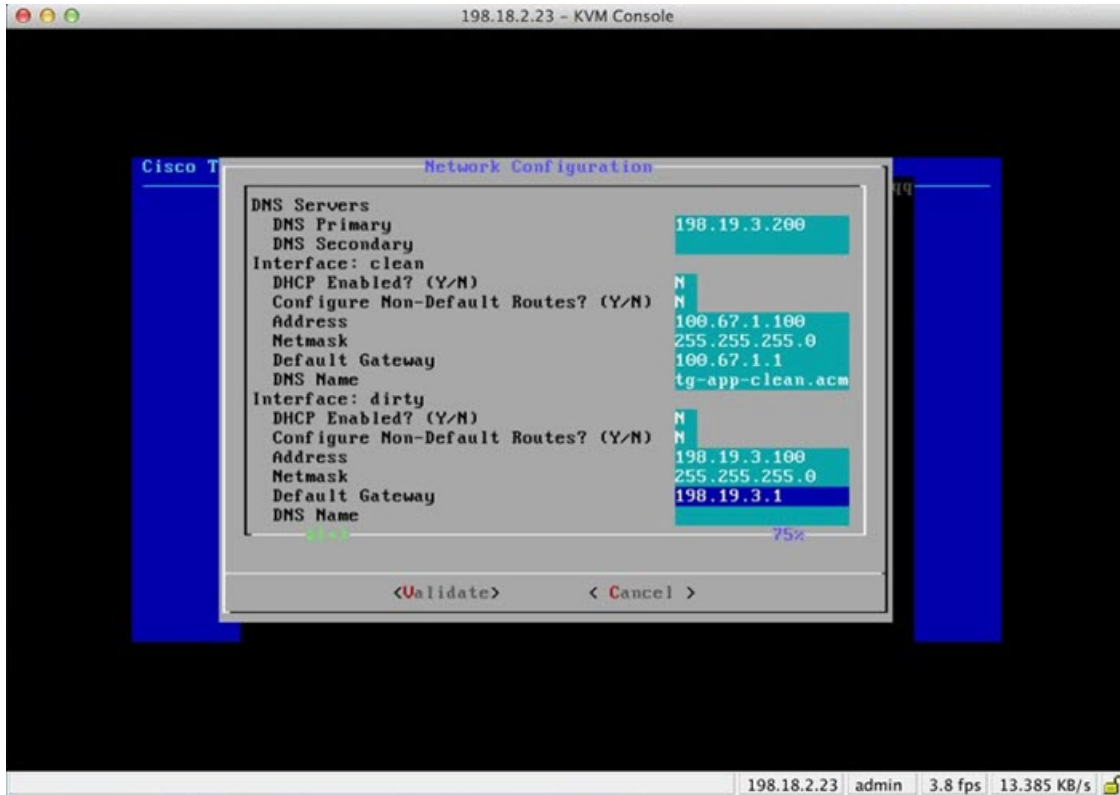 198.18.2.23 – KVM Console
Cisco T
Network Configuration
qq
DNS Servers
DNS Primary 198.19.3.200
DNS Secondary
Interface: clean
DHCP Enabled? (Y/N) N
Configure Non-Default Routes? (Y/N) N
Address 100.67.1.100
Netmask 255.255.255.0
Default Gateway 100.67.1.1
DNS Name tg-app-clean.acm
Interface: dirty
DHCP Enabled? (Y/N) N
Configure Non-Default Routes? (Y/N) N
Address 198.19.3.100
Netmask 255.255.255.0
Default Gateway 198.19.3.1
DNS Name
75%
<Validate> < Cancel >
198.18.2.23 admin 3.8 fps 13.385 KB/s